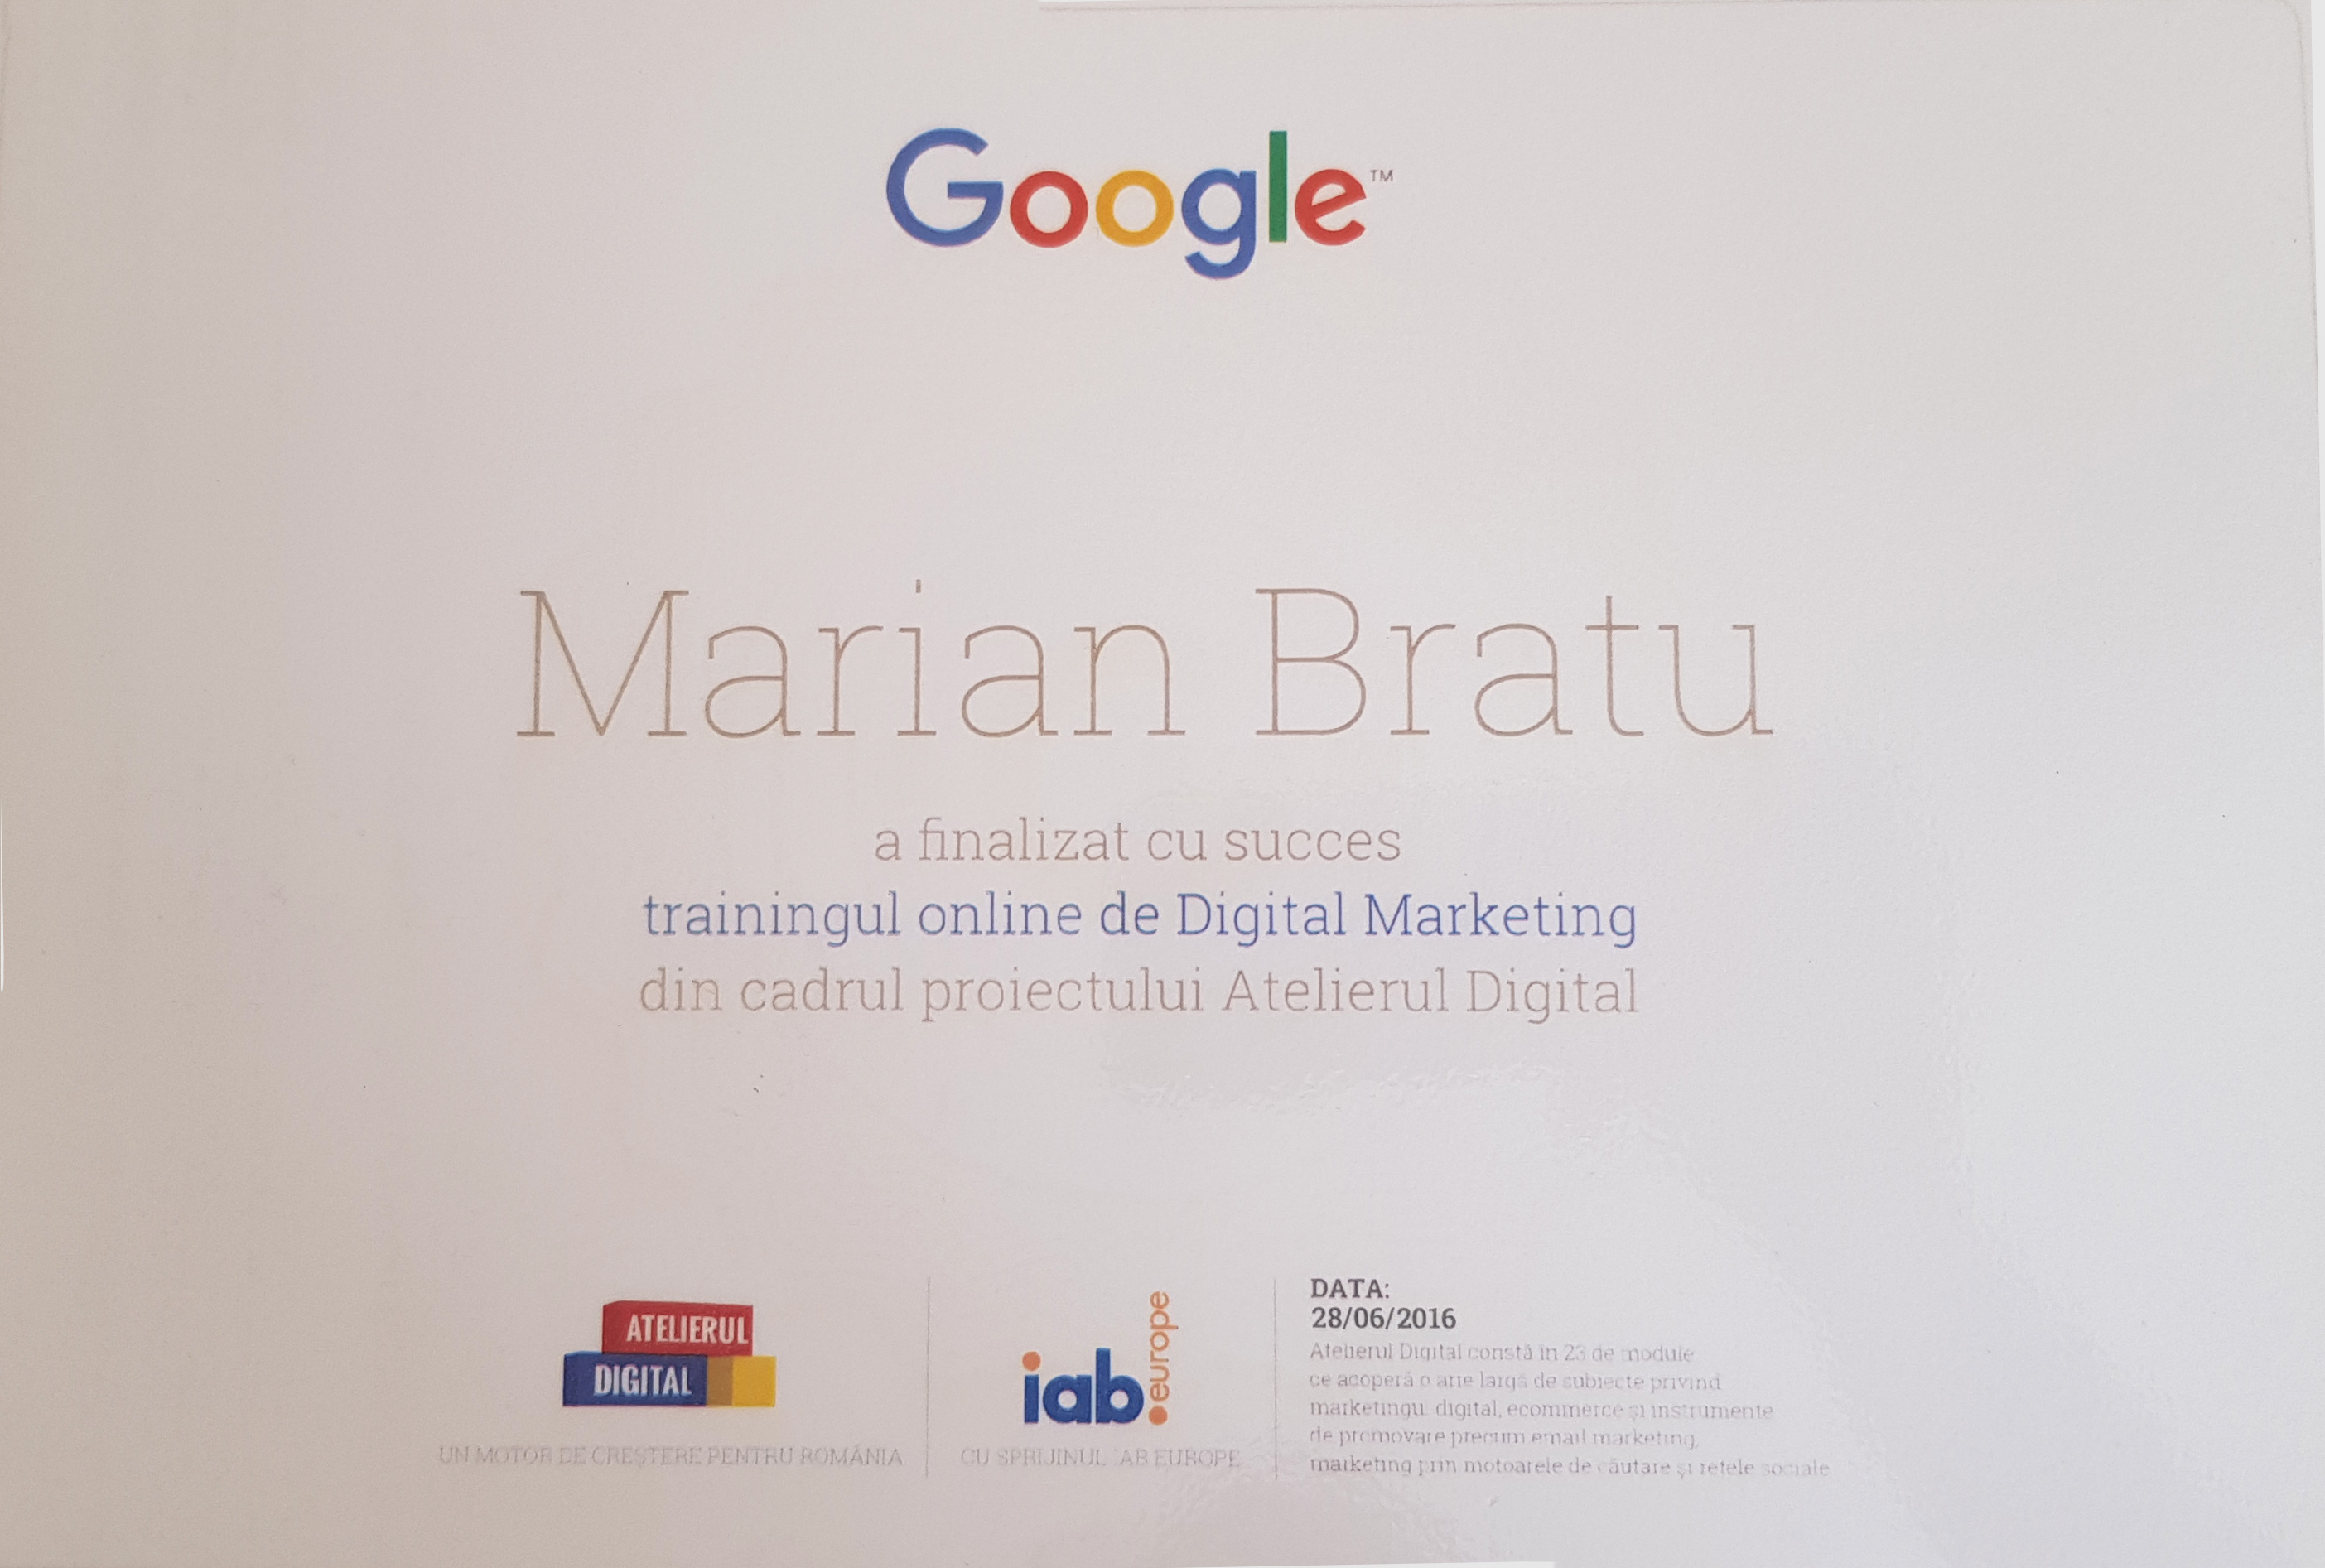 Google™
Marian Bratu
a finalizat cu succes
trainingul online de Digital Marketing
din cadrul proiectului Atelierul Digital
ATELIERUL
DIGITAL
UN MOTOR DE CREȘTERE PENTRU ROMÂNIA
iab europe
CU SPRIJINUL IAB EUROPE
DATA:
28/06/2016
Atelierul Digital constă în 23 de module
ce acoperă o arie largă de subiecte privind
marketingul digital, ecommerce și instrumente
de promovare precum email marketing,
marketing prin motoarele de căutare și rețele sociale